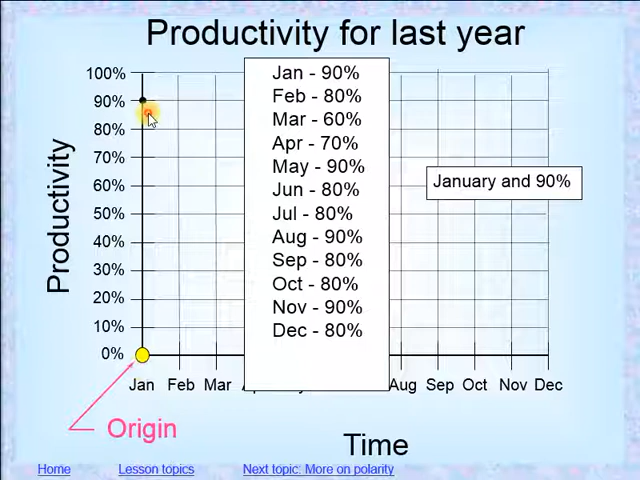 Productivity for last year
Productivity
100%
90%
80%
70%
60%
50%
40%
30%
20%
10%
0%
Jan - 90%
Feb - 80%
Mar - 60%
Apr - 70%
May - 90%
Jun - 80%
Jul - 80%
Aug - 90%
Sep - 80%
Oct - 80%
Nov - 90%
Dec - 80%
January and 90%
Jan Feb Mar Aug Sep Oct Nov Dec
Origin
Time
Home Lesson topics Next topic: More on polarity